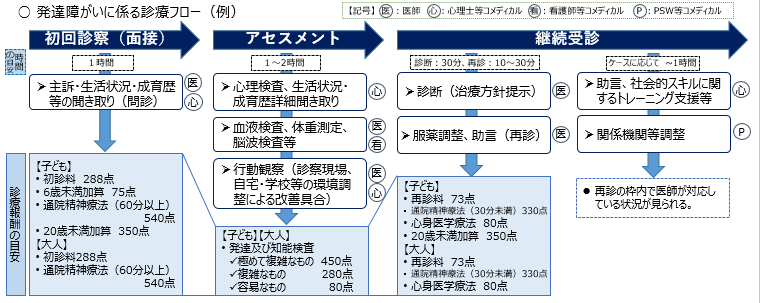 ○ 発達障がいに係る診療フロー（例）
【記号】医：医師 心：心理士等コメディカル 看：看護師等コメディカル P：PSW等コメディカル
初回診察（面接）
アセスメント
継続受診
時間の目安
1時間
1～2時間
診断：30分、再診：10～30分
ケースに応じて ~1時間
主訴・生活状況・成育歴
等の聞き取り（問診）
医
心
心理検査、生活状況・
成育歴詳細聞き取り
心
血液検査、体重測定、
脳波検査等
医
看
行動観察（診察現場、
自宅・学校等の環境調
整による改善具合）
医
心
診断（治療方針提示）
医
服薬調整、助言（再診）
医
助言、社会的スキルに関
するトレーニング支援等
心
関係機関等調整
P
● 再診の枠内で医師が対応し
ている状況が見られる。
診療報酬の目安
【子ども】
・ 初診料 288点
・ 6歳未満加算 75点
・ 通院精神療法（60分以上）
540点
・ 20歳未満加算 350点
【大人】
・ 初診料288点
・ 通院精神療法（60分以上）
540点
【子ども】【大人】
・ 発達及び知能検査
✓極めて複雑なもの 450点
✓複雑なもの 280点
✓容易なもの 80点
【子ども】
・ 再診料 73点
・ 通院精神療法（30分未満）330点
・ 心身医学療法 80点
・ 20歳未満加算 350点
【大人】
・ 再診料 73点
・ 通院精神療法（30分未満）330点
・ 心身医学療法 80点